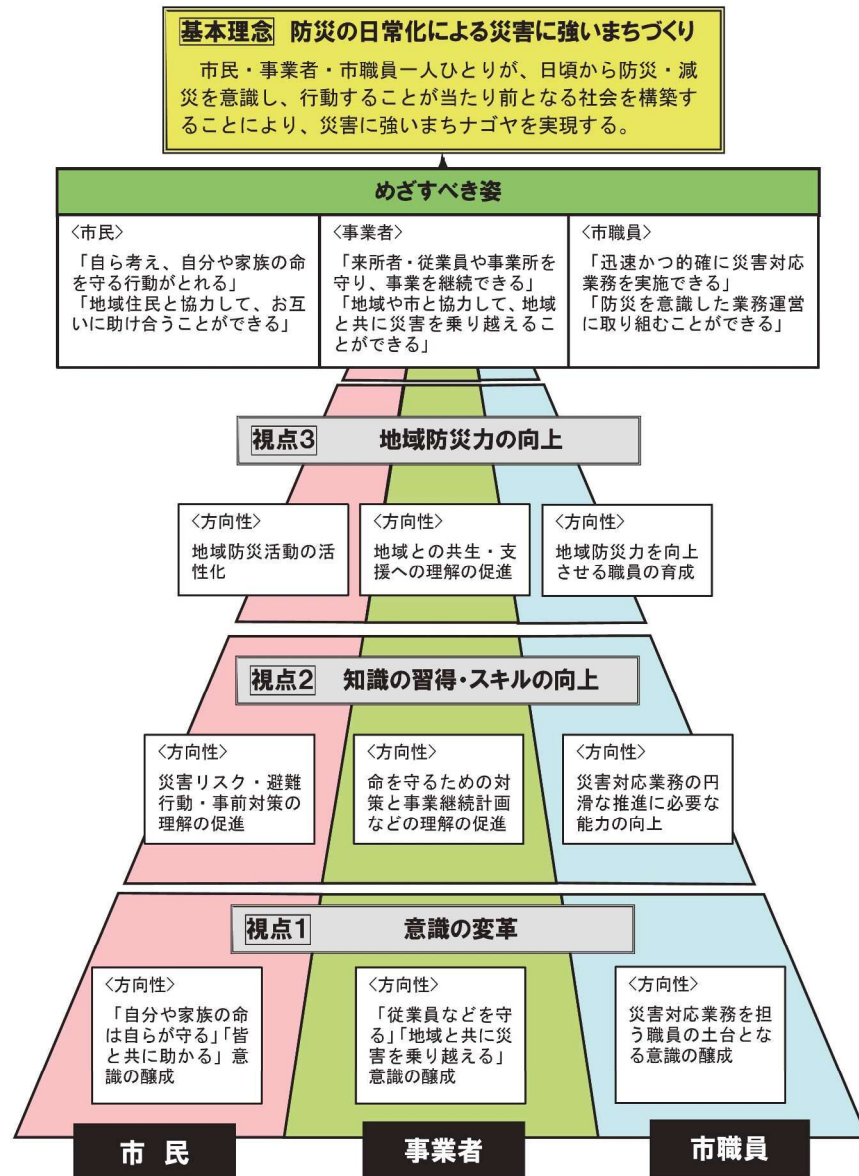 基本理念 防災の日常化による災害に強いまちづくり
市民・事業者・市職員一人ひとりが、日頃から防災・減
災を意識し、行動することが当たり前となる社会を構築す
ることにより、災害に強いまちナゴヤを実現する。
めざすべき姿
〈市民〉
「自ら考え、自分や家族の命
を守る行動がとれる」
「地域住民と協力して、お互
いに助け合うことができる」
〈事業者〉
「来所者・従業員や事業所を
守り、事業を継続できる」
「地域や市と協力して、地域
と共に災害を乗り越えるこ
とができる」
〈市職員〉
「迅速かつ的確に災害対応
業務を実施できる」
「防災を意識した業務運営
に取り組むことができる」
視点3 地域防災力の向上
〈方向性〉
地域防災活動の活
性化
〈方向性〉
地域との共生・支
援への理解の促進
〈方向性〉
地域防災力を向上
させる職員の育成
視点2 知識の習得・スキルの向上
〈方向性〉
災害リスク・避難
行動・事前対策の
理解の促進
〈方向性〉
命を守るための対
策と事業継続計画
などの理解の促進
〈方向性〉
災害対応業務の円
滑な推進に必要な
能力の向上
視点1 意識の変革
〈方向性〉
「自分や家族の命
は自らが守る」「皆
と共に助かる」意
識の醸成
〈方向性〉
「従業員などを守
る」「地域と共に災
害を乗り越える」
意識の醸成
〈方向性〉
災害対応業務を担
う職員の土台とな
る意識の醸成
市民
事業者
市職員